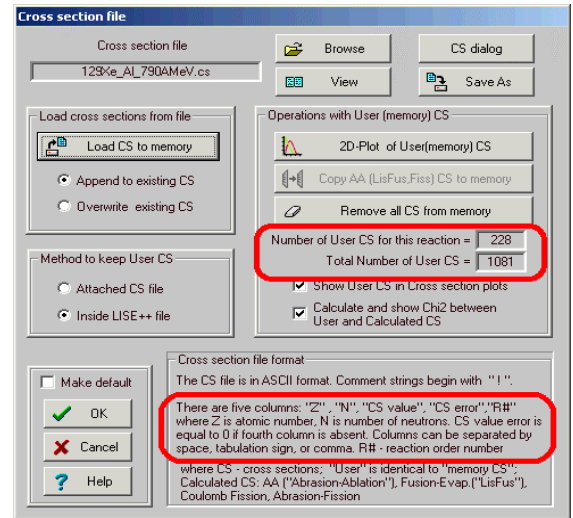 Cross section file
Cross section file
129Xe_Al_790AMeV.cs
Browse
CS dialog
View
Save As
Load cross sections from file
Load CS to memory
Append to existing CS
Overwrite existing CS
Method to keep User CS
Attached CS file
Inside LISE++ file
Operations with User (memory) CS
2D-Plot of User(memory) CS
Copy AA (LisFus,Fiss) CS to memory
Remove all CS from memory
Number of User CS for this reaction = 228
Total Number of User CS = 1081
Show User CS in Cross section plots
Calculate and show Chi2 between
User and Calculated CS
Make default
OK
Cancel
Help
Cross section file format
The CS file is in ASCII format. Comment strings begin with "!".
There are five columns: "Z" , "N", "CS value", "CS error","R#"
where Z is atomic number, N is number of neutrons. CS value error is
equal to 0 if fourth column is absent. Columns can be separated by
space, tabulation sign, or comma. R# - reaction order number
where CS - cross sections; "User" is identical to "memory CS";
Calculated CS: AA ("Abrasion-Ablation"), Fusion-Evap.("LisFus"),
Coulomb Fission, Abrasion-Fission